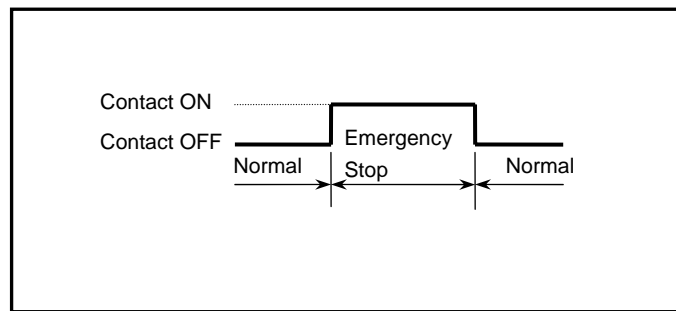 Contact ON
Contact OFF
Emergency
Stop
Normal
Normal